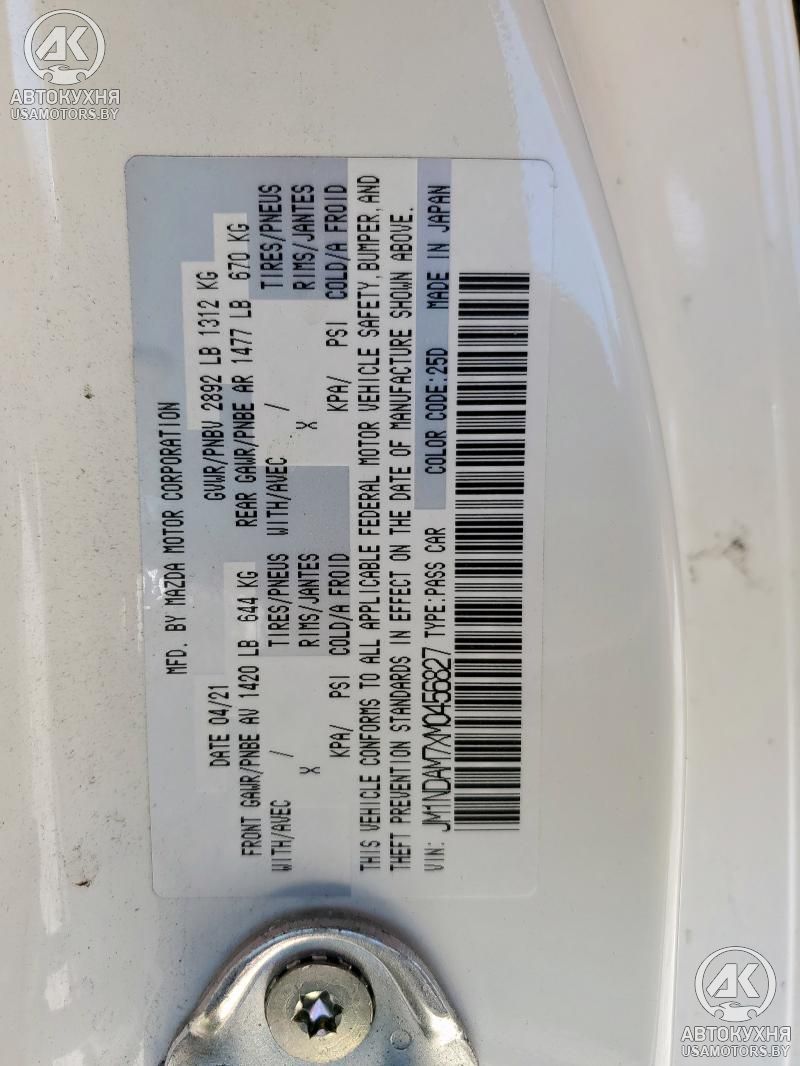 AK
АВТОКУХНЯ
USAMOTORS.BY
MFD. BY MAZDA MOTOR CORPORATION
DATE 04/21 GVWR/PNBV 2892 LB 1312 KG
FRONT GAWR/PNBE AV 1420 LB 644 KG REAR GAWR/PNBE AR 1477 LB 670 KG
WITH/AVEC / TIRES/PNEUS WITH/AVEC / TIRES/PNEUS
X RIMS/JANTES X RIMS/JANTES
KPA/ PSI COLD/A FROID KPA/ PSI COLD/A FROID
THIS VEHICLE CONFORMS TO ALL APPLICABLE FEDERAL MOTOR VEHICLE SAFETY, BUMPER, AND
THEFT PREVENTION STANDARDS IN EFFECT ON THE DATE OF MANUFACTURE SHOWN ABOVE.
VIN: JM1NDAM7XM0456827 TYPE:PASS CAR COLOR CODE:25D MADE IN JAPAN
AK
АВТОКУХНЯ
USAMOTORS.BY